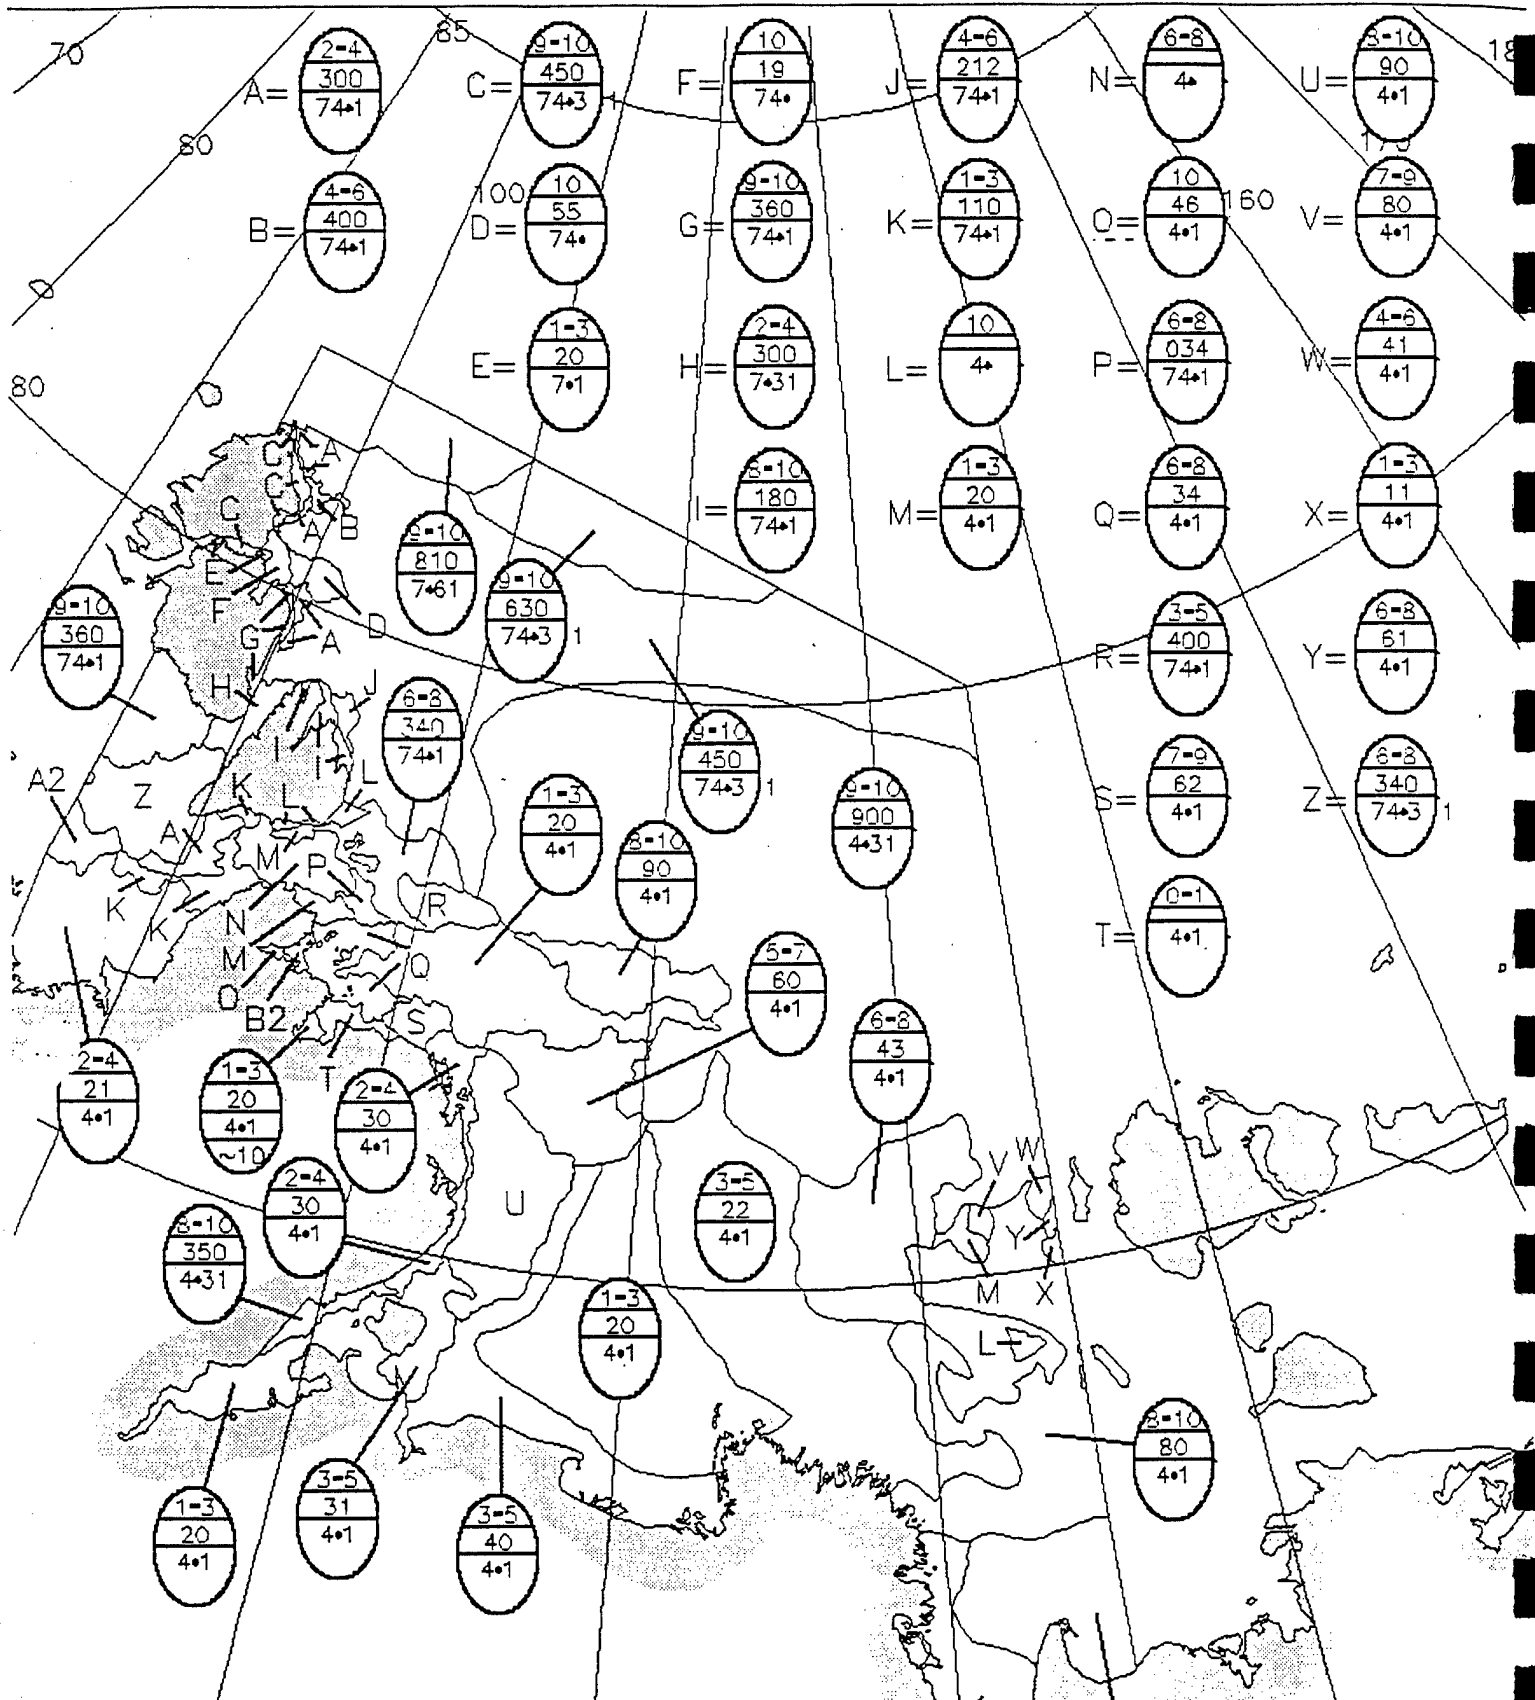 70
85
18
A=
2-4
300
74•1
C=
9-10
450
74•3 1
F=
10
19
74•
J=
4-6
212
74•1
N=
6-8
4•
U=
8-10
90
4•1
80
B=
4-6
400
74•1
100
D=
10
55
74•
G=
9-10
360
74•1
K=
1-3
110
74•1
O=
10
46
4•1
160
V=
7-9
80
4•1
80
E=
1-3
20
7•1
H=
2-4
300
7•31
L=
10
4•
P=
6-8
034
74•1
W=
4-6
41
4•1
I=
8-10
180
74•1
M=
1-3
20
4•1
Q=
6-8
34
4•1
X=
1-3
11
4•1
R=
3-5
400
74•1
Y=
6-8
61
4•1
S=
7-9
62
4•1
Z=
6-8
340
74•3 1
T=
0-1
4•1
C
A
C
C
A
B
9-10
810
7•61
9-10
630
74•3 1
E
F
D
G
A
9-10
360
74•1
H
J
6-8
340
74•1
I
I
I
9-10
450
74•3 1
A2
Z
K
L
L
1-3
20
4•1
9-10
900
4•31
A
M
P
8-10
90
4•1
K
K
N
R
M
Q
5-7
60
4•1
O
B2
S
6-8
43
4•1
T
2-4
21
4•1
1-3
20
4•1
~10
2-4
30
4•1
2-4
30
4•1
U
3-5
22
4•1
V
W
Y
M
X
8-10
350
4•31
1-3
20
4•1
L
8-10
80
4•1
1-3
20
4•1
3-5
31
4•1
3-5
40
4•1